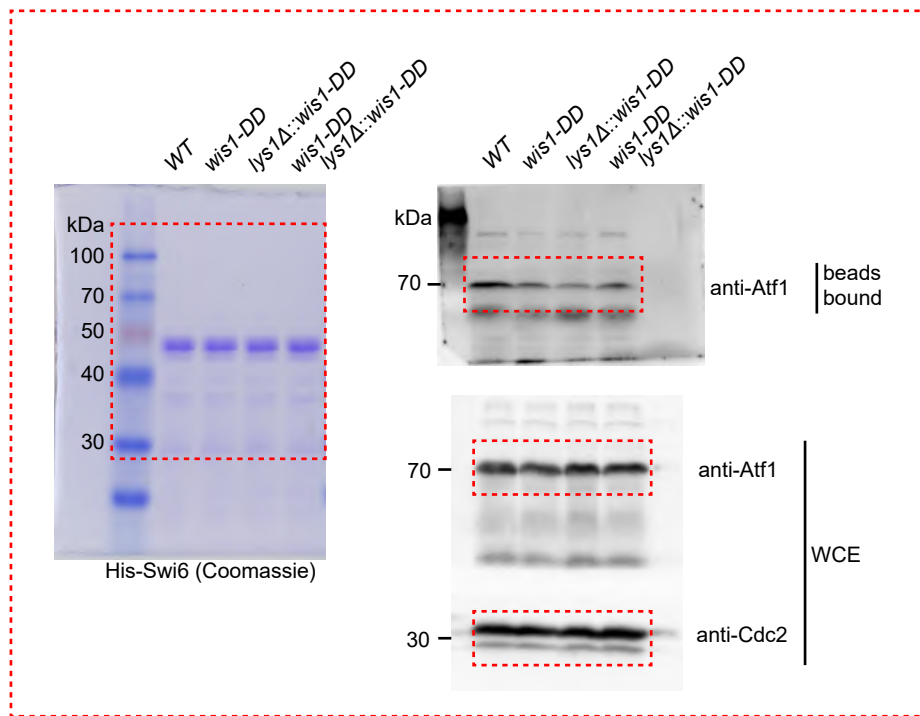 WT
wis1-DD
lys1Δ::wis1-DD
wis1-DD
lys1Δ::wis1-DD
kDa
100
70
50
40
30
His-Swi6 (Coomassie)
WT
wis1-DD
lys1Δ::wis1-DD
wis1-DD
lys1Δ::wis1-DD
kDa
70
anti-Atf1
beads
bound
70
anti-Atf1
WCE
30
anti-Cdc2